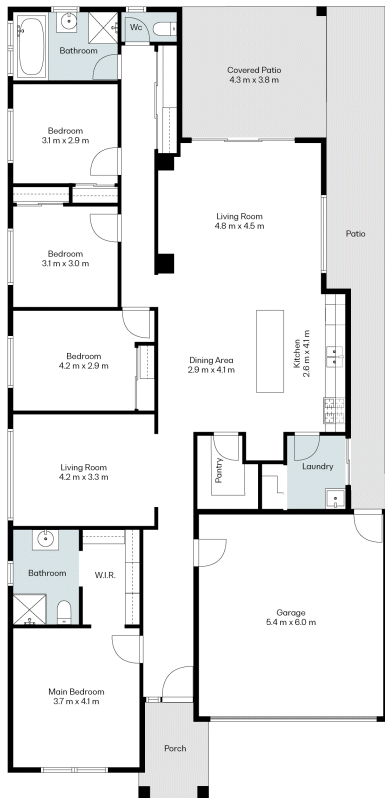 Wc
Bathroom
Covered Patio
4.3 m x 3.8 m
Bedroom
3.1 m x 2.9 m
Living Room
4.8 m x 4.5 m
Patio
Bedroom
3.1 m x 3.0 m
Bedroom
4.2 m x 2.9 m
Dining Area
2.9 m x 4.1 m
Kitchen
2.6 m x 4.1 m
Living Room
4.2 m x 3.3 m
Pantry
Laundry
Bathroom
W.I.R.
Garage
5.4 m x 6.0 m
Main Bedroom
3.7 m x 4.1 m
Porch